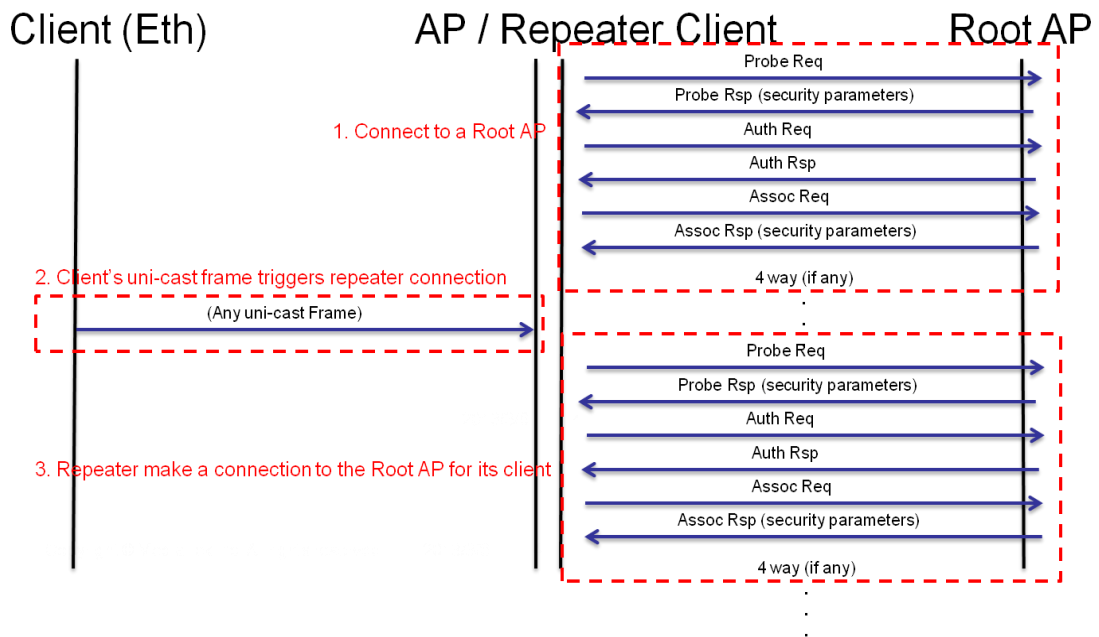 Client (Eth)
AP / Repeater Client
Root AP
Probe Req
Probe Rsp (security parameters)
1. Connect to a Root AP
Auth Req
Auth Rsp
Assoc Req
Assoc Rsp (security parameters)
4 way (if any)
2. Client's uni-cast frame triggers repeater connection
(Any uni-cast Frame)
Probe Req
Probe Rsp (security parameters)
Auth Req
Auth Rsp
3. Repeater make a connection to the Root AP for its client
Assoc Req
Assoc Rsp (security parameters)
4 way (if any)